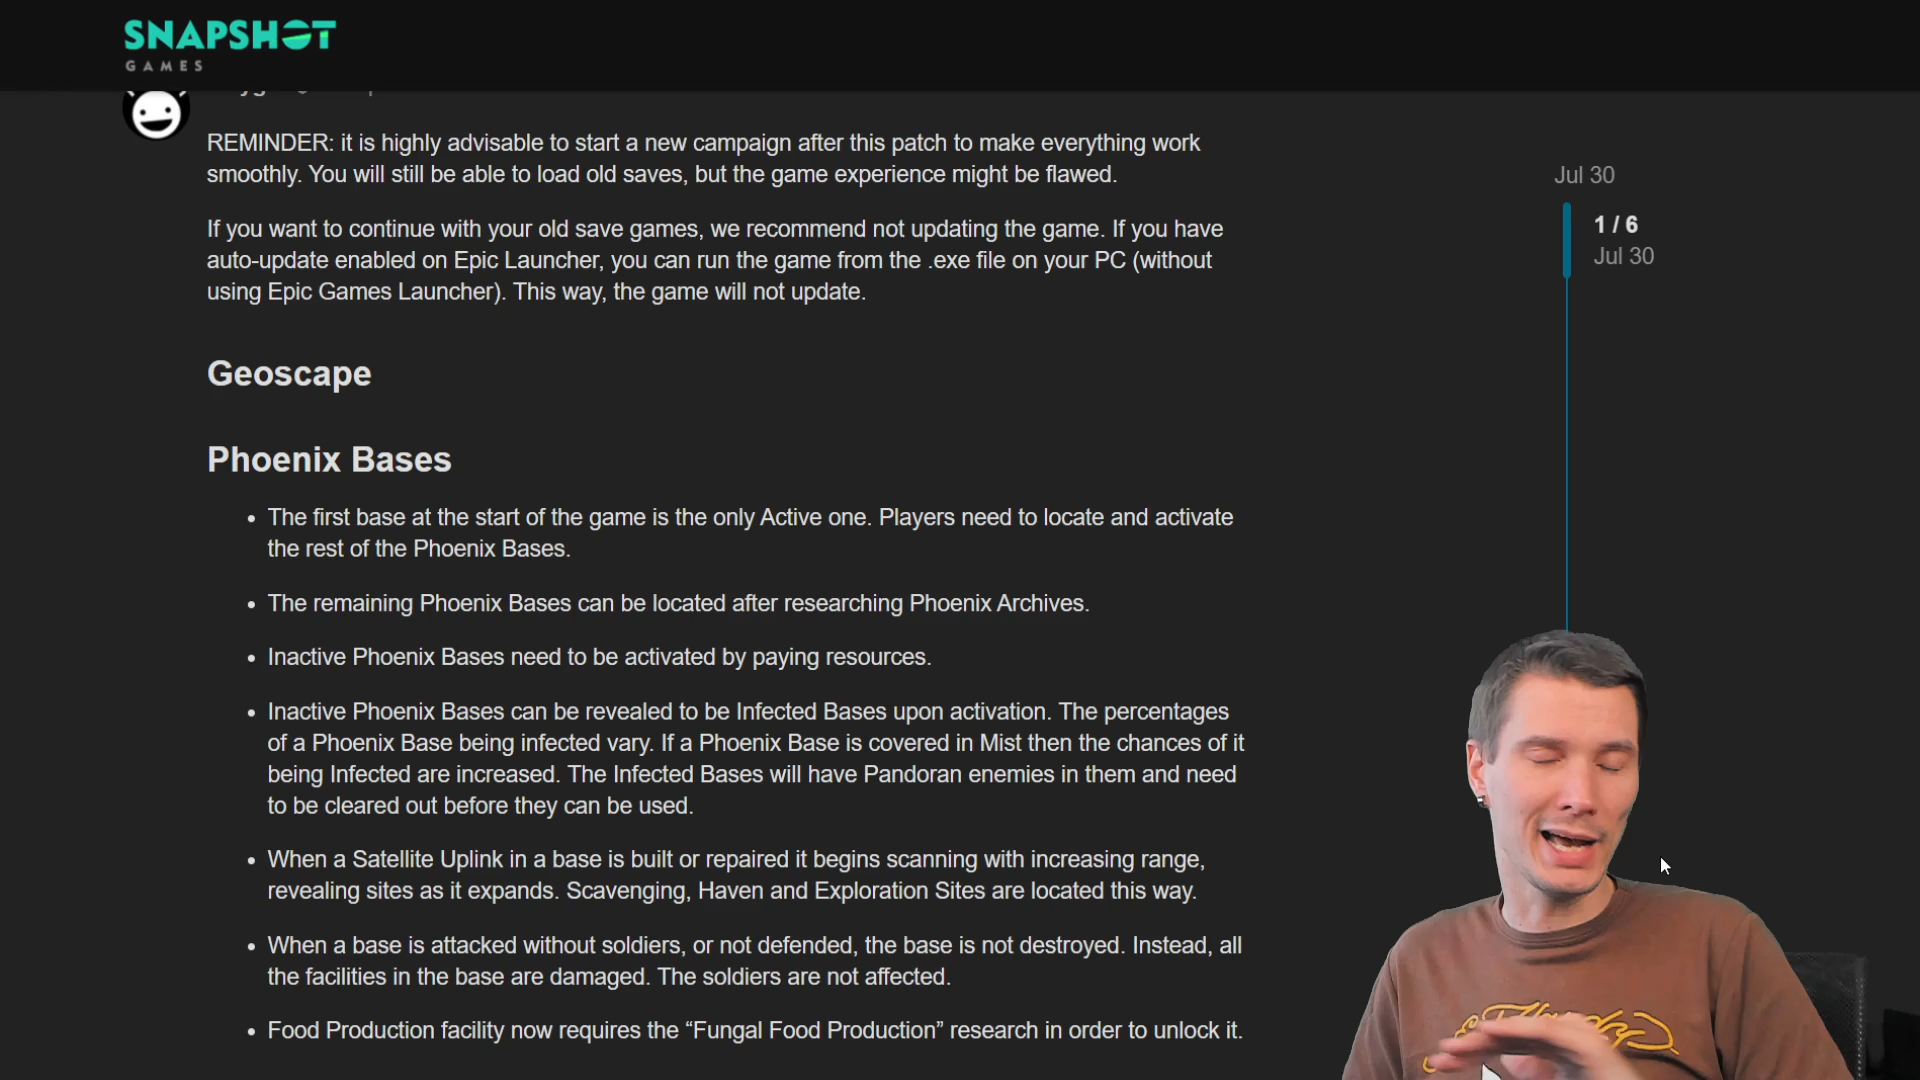 SNAPSHOT
GAMES
REMINDER: it is highly advisable to start a new campaign after this patch to make everything work
smoothly. You will still be able to load old saves, but the game experience might be flawed.
If you want to continue with your old save games, we recommend not updating the game. If you have
auto-update enabled on Epic Launcher, you can run the game from the .exe file on your PC (without
using Epic Games Launcher). This way, the game will not update.
Geoscape
Phoenix Bases
• The first base at the start of the game is the only Active one. Players need to locate and activate
the rest of the Phoenix Bases.
• The remaining Phoenix Bases can be located after researching Phoenix Archives.
• Inactive Phoenix Bases need to be activated by paying resources.
• Inactive Phoenix Bases can be revealed to be Infected Bases upon activation. The percentages
of a Phoenix Base being infected vary. If a Phoenix Base is covered in Mist then the chances of it
being Infected are increased. The Infected Bases will have Pandoran enemies in them and need
to be cleared out before they can be used.
• When a Satellite Uplink in a base is built or repaired it begins scanning with increasing range,
revealing sites as it expands. Scavenging, Haven and Exploration Sites are located this way.
• When a base is attacked without soldiers, or not defended, the base is not destroyed. Instead, all
the facilities in the base are damaged. The soldiers are not affected.
• Food Production facility now requires the “Fungal Food Production” research in order to unlock it.
Jul 30
1 / 6
Jul 30